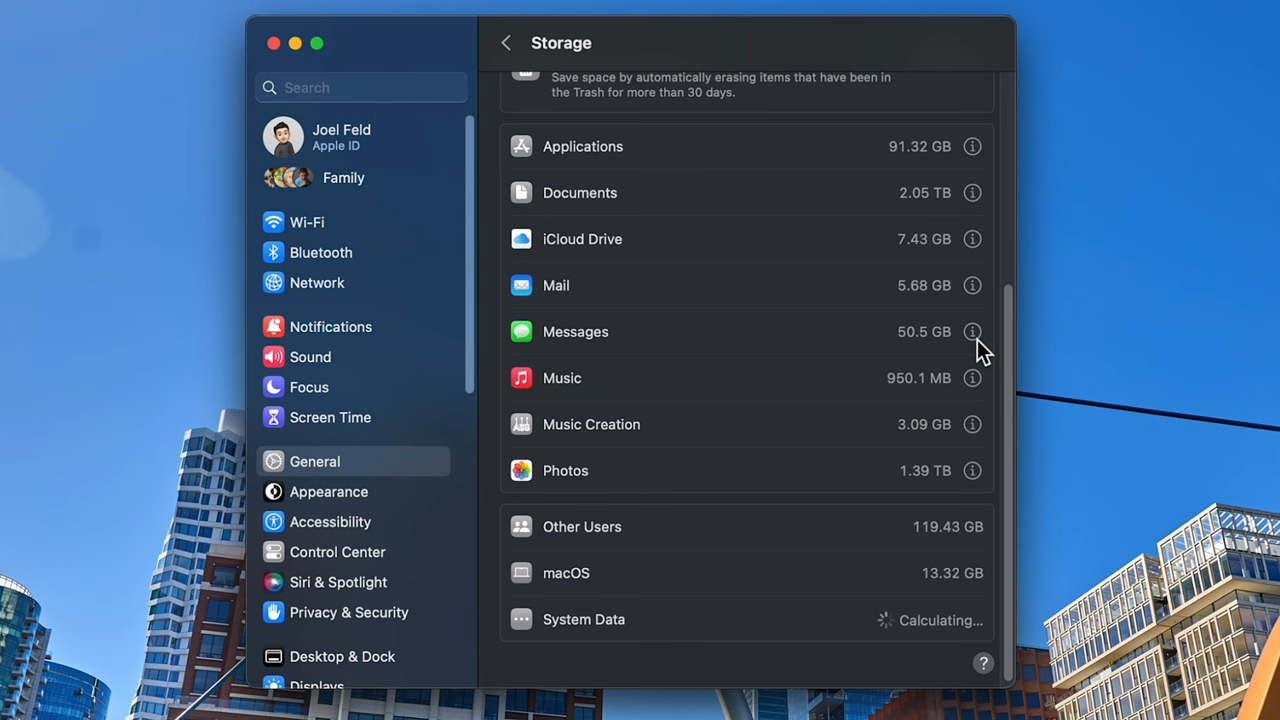 Storage
Search
Joel Feld
Apple ID
Family
Wi-Fi
Bluetooth
Network
Notifications
Sound
Focus
Screen Time
General
Appearance
Accessibility
Control Center
Siri & Spotlight
Privacy & Security
Desktop & Dock
Displays
Save space by automatically erasing items that have been in
the Trash for more than 30 days.
Applications 91.32 GB
Documents 2.05 TB
iCloud Drive 7.43 GB
Mail 5.68 GB
Messages 50.5 GB
Music 950.1 MB
Music Creation 3.09 GB
Photos 1.39 TB
Other Users 119.43 GB
macOS 13.32 GB
System Data Calculating...
?